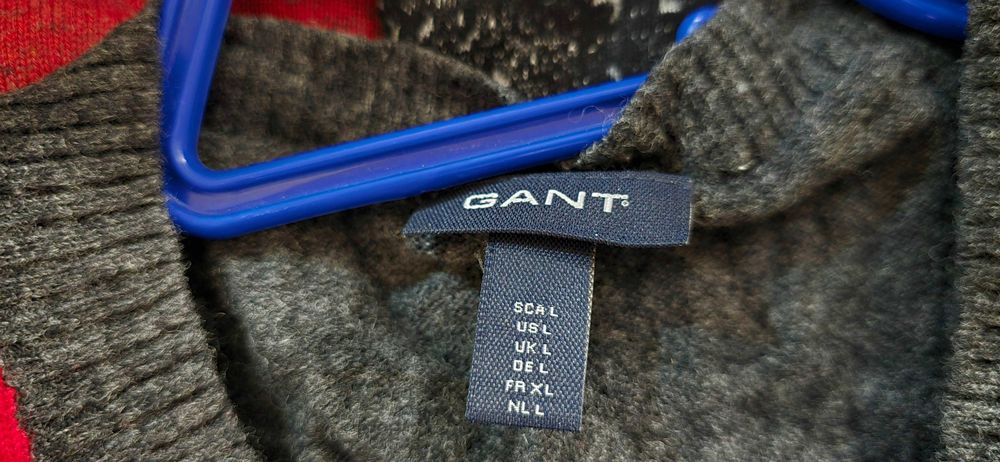 GANT
SCA L
US L
UK L
DE L
FR XL
NL L